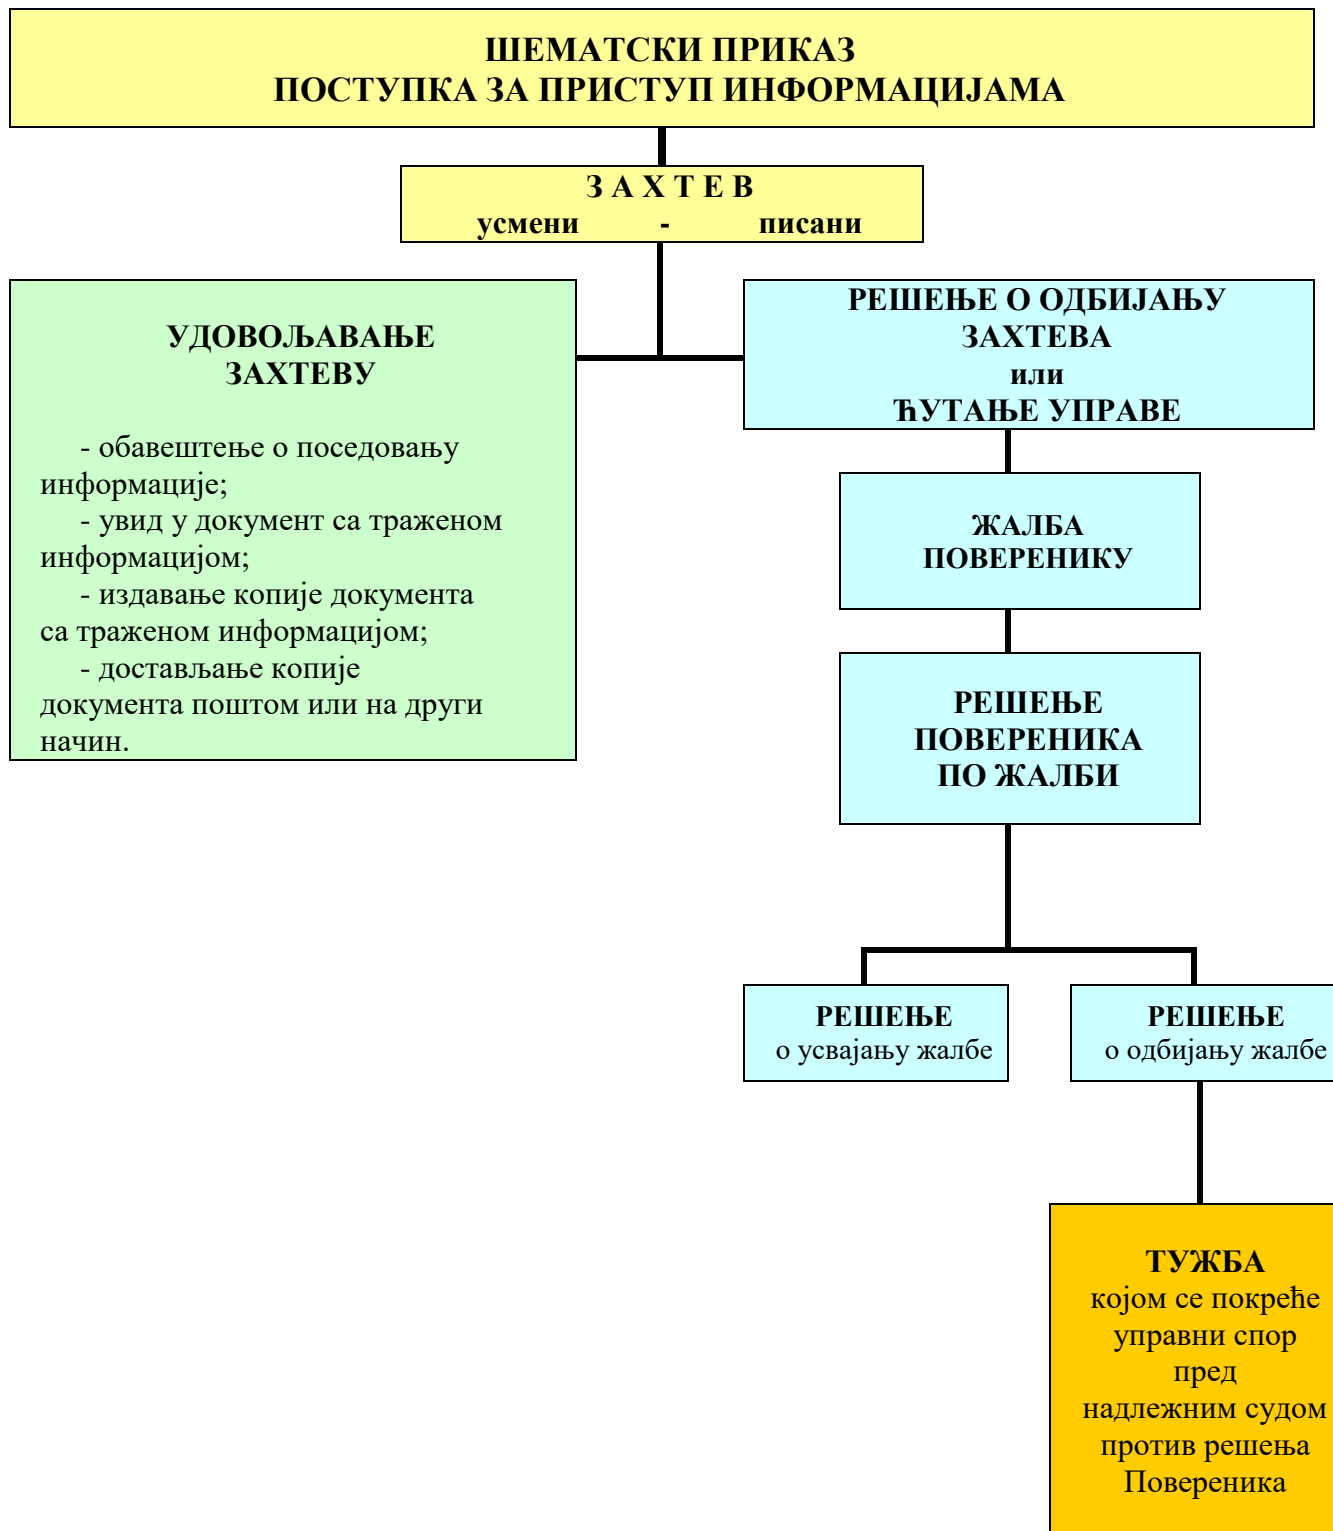 ШЕМАТСКИ ПРИКАЗ
ПОСТУПКА ЗА ПРИСТУП ИНФОРМАЦИЈАМА
З А Х Т Е В
усмени - писани
УДОВОЉАВАЊЕ
ЗАХТЕВУ
- обавештење о поседовању
информације;
- увид у документ са траженом
информацијом;
- издавање копије документа
са траженом информацијом;
- достављање копије
документа поштом или на други
начин.
РЕШЕЊЕ О ОДБИЈАЊУ
ЗАХТЕВА
или
ЋУТАЊЕ УПРАВЕ
ЖАЛБА
ПОВЕРЕНИКУ
РЕШЕЊЕ
ПОВЕРЕНИКА
ПО ЖАЛБИ
РЕШЕЊЕ
о усвајању жалбе
РЕШЕЊЕ
о одбијању жалбе
ТУЖБА
којом се покреће
управни спор
пред
надлежним судом
против решења
Повереника